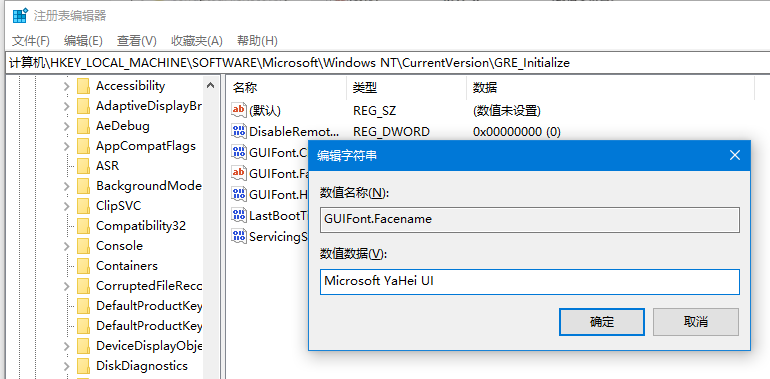 注册表编辑器
文件(F) 编辑(E) 查看(V) 收藏夹(A) 帮助(H)
计算机\HKEY_LOCAL_MACHINE\SOFTWARE\Microsoft\Windows NT\CurrentVersion\GRE_Initialize
Accessibility
AdaptiveDisplayBr
AeDebug
AppCompatFlags
ASR
BackgroundMode
ClipSVC
Compatibility32
Console
Containers
CorruptedFileReco
DefaultProductKey
DefaultProductKey
DeviceDisplayObje
DiskDiagnostics
名称 类型 数据
ab (默认) REG_SZ (数值未设置)
DisableRemot... REG_DWORD 0x00000000 (0)
GUIFont.C
ab GUIFont.Fa
GUIFont.H
LastBootT
ServicingS
编辑字符串
数值名称(N):
GUIFont.Facename
数值数据(V):
Microsoft YaHei UI
确定 取消